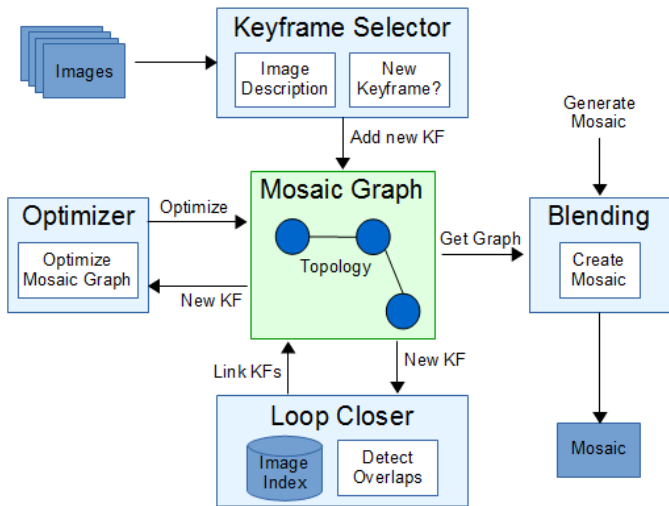 Keyframe Selector
Images
Image
Description
New
Keyframe?
Add new KF
Generate
Mosaic
Mosaic Graph
Optimizer
Optimize
Blending
Optimize
Mosaic Graph
Topology
Get Graph
Create
Mosaic
New KF
Link KFs
New KF
Loop Closer
Image
Index
Detect
Overlaps
Mosaic